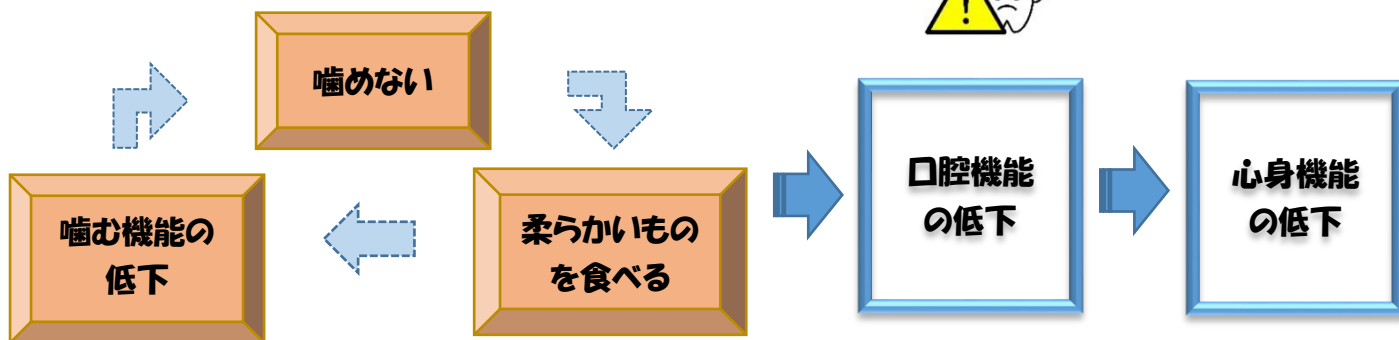 !
噛めない
柔らかいもの
を食べる
噛む機能の
低下
口腔機能
の低下
心身機能
の低下